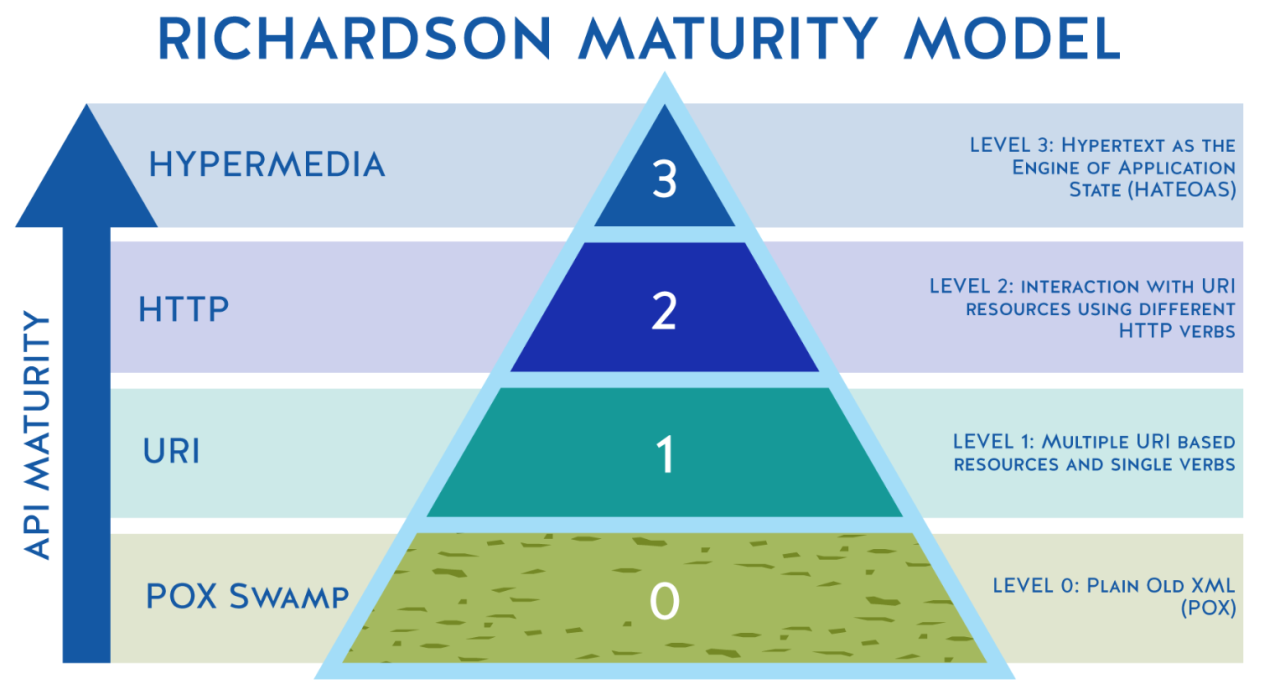 RICHARDSON MATURITY MODEL
API MATURITY
HYPERMEDIA
3
LEVEL 3: HYPERTEXT AS THE
ENGINE OF APPLICATION
STATE (HATEOAS)
HTTP
2
LEVEL 2: INTERACTION WITH URI
RESOURCES USING DIFFERENT
HTTP VERBS
URI
1
LEVEL 1: MULTIPLE URI BASED
RESOURCES AND SINGLE VERBS
POX SWAMP
0
LEVEL 0: PLAIN OLD XML
(POX)